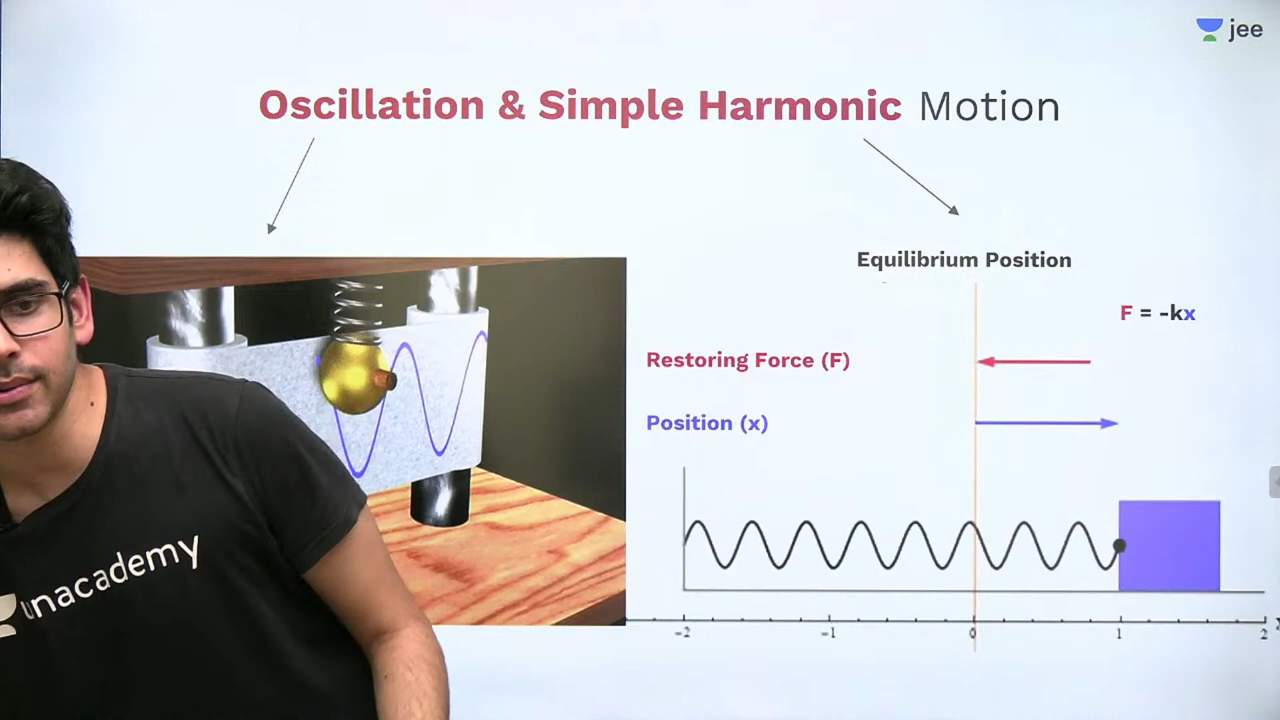 jee
Oscillation & Simple Harmonic Motion
Equilibrium Position
F = -kx
Restoring Force (F)
Position (x)
unacademy
-2 -1 0 1 2